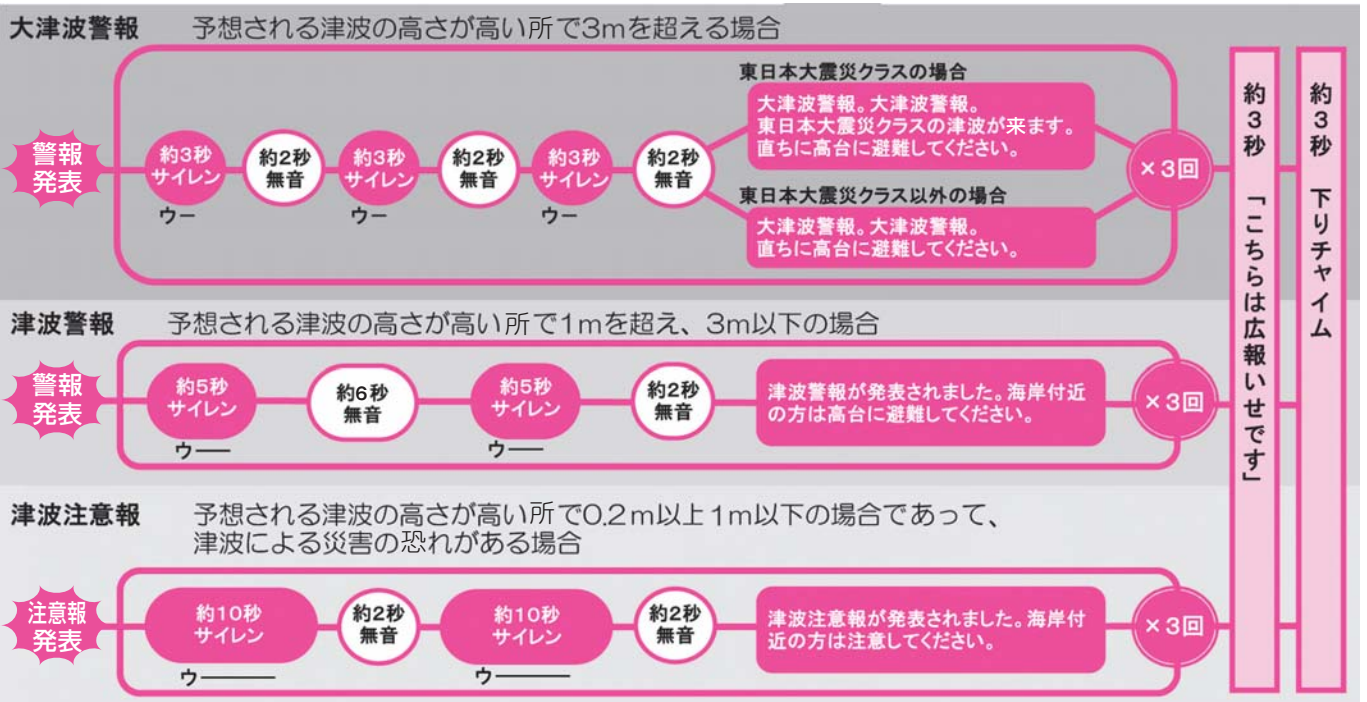 大津波警報 予想される津波の高さが高い所で3mを超える場合
警報
発表
約3秒
サイレン
ウー
約2秒
無音
約3秒
サイレン
ウー
約2秒
無音
約3秒
サイレン
ウー
約2秒
無音
東日本大震災クラスの場合
大津波警報。大津波警報。
東日本大震災クラスの津波が来ます。
直ちに高台に避難してください。
東日本大震災クラス以外の場合
大津波警報。大津波警報。
直ちに高台に避難してください。
×3回
津波警報 予想される津波の高さが高い所で1mを超え、3m以下の場合
警報
発表
約5秒
サイレン
ウ——
約6秒
無音
約5秒
サイレン
ウ——
約2秒
無音
津波警報が発表されました。海岸付近
の方は高台に避難してください。
×3回
津波注意報 予想される津波の高さが高い所で0.2m以上1m以下の場合であって、
津波による災害の恐れがある場合
注意報
発表
約10秒
サイレン
ウ————
約2秒
無音
約10秒
サイレン
ウ————
約2秒
無音
津波注意報が発表されました。海岸付
近の方は注意してください。
×3回
約3秒 「こちらは広報いせです」
約3秒 下りチャイム